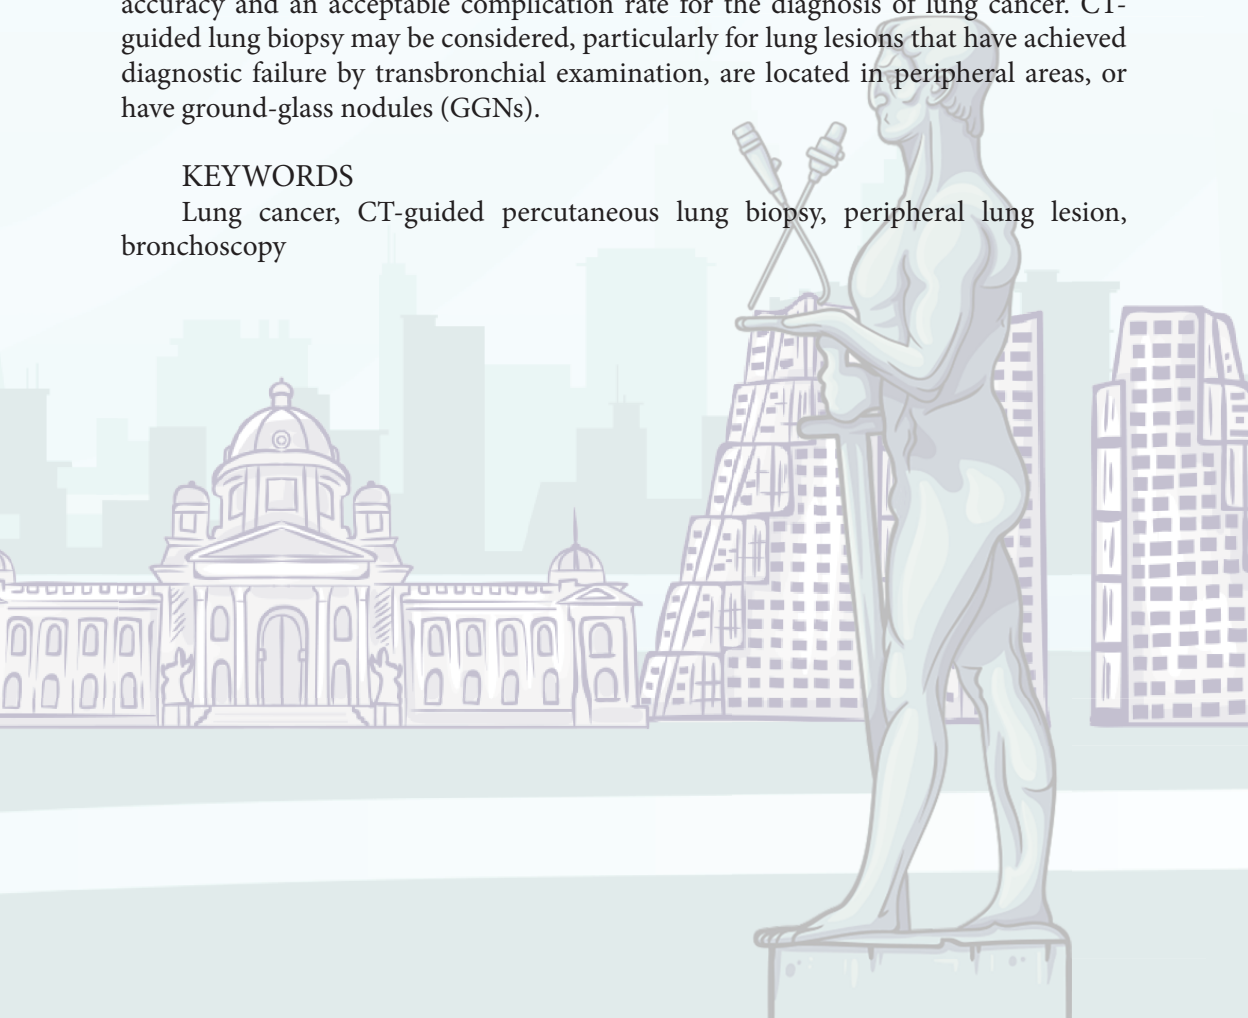 accuracy and an acceptable complication rate for the diagnosis of lung cancer. CT-
guided lung biopsy may be considered, particularly for lung lesions that have achieved
diagnostic failure by transbronchial examination, are located in peripheral areas, or
have ground-glass nodules (GGNs).
KEYWORDS
Lung cancer, CT-guided percutaneous lung biopsy, peripheral lung lesion,
bronchoscopy